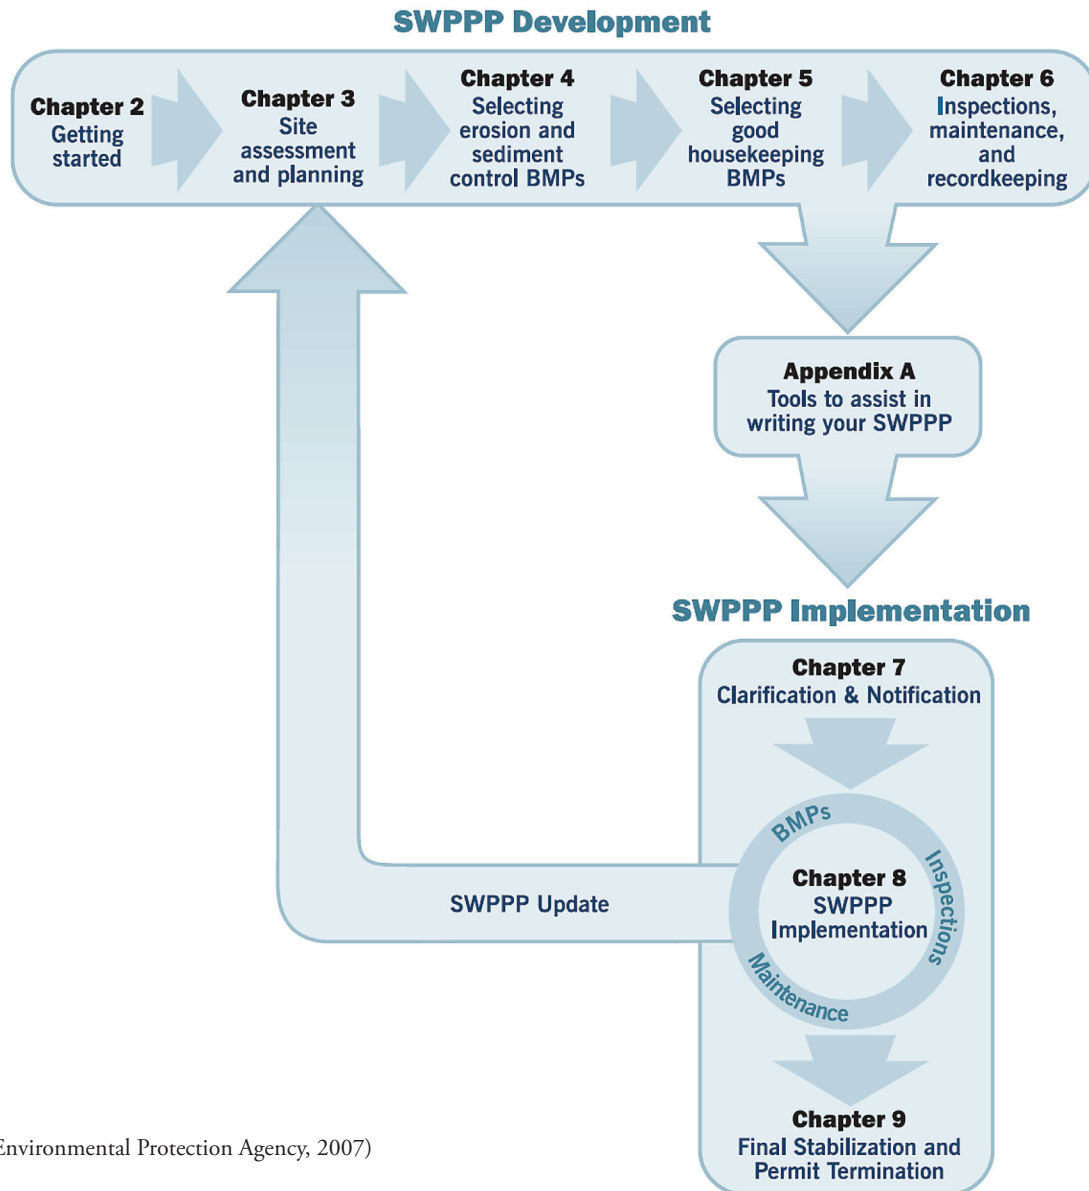 SWPPP Development
Chapter 2
Getting
started
Chapter 3
Site
assessment
and planning
Chapter 4
Selecting
erosion and
sediment
control BMPs
Chapter 5
Selecting
good
housekeeping
BMPs
Chapter 6
Inspections,
maintenance,
and
recordkeeping
Appendix A
Tools to assist in
writing your SWPPP
SWPPP Implementation
Chapter 7
Clarification & Notification
BMPs
Inspections
Maintenance
Chapter 8
SWPPP
Implementation
SWPPP Update
Chapter 9
Final Stabilization and
Permit Termination
Environmental Protection Agency, 2007)